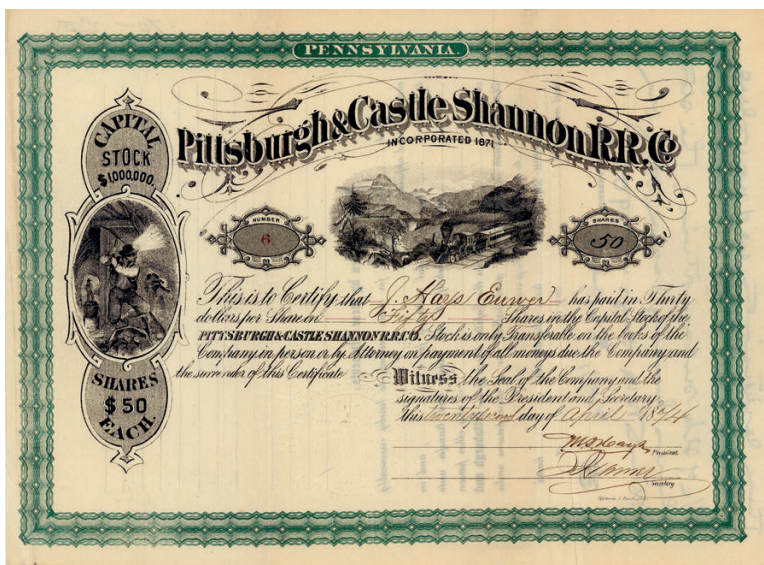 PENNSYLVANIA.
Pittsburgh & Castle Shannon R.R. Co
INCORPORATED 1871
CAPITAL
STOCK
$1,000,000.
NUMBER
6
SHARES
50
This is to Certify that J. Hays has paid in Thirty
dollars per Share in Fifty Shares in the Capital Stock of the
PITTSBURGH & CASTLE SHANNON R.R. CO. Stock is only Transferable on the books of the
Company in person or by Attorney on payment of all moneys due the Company and
the surrender of this Certificate
Witness the Seal of the Company and the
signatures of the President and Secretary
this twenty second day of April 1874
SHARES
$50
EACH
President
Secretary